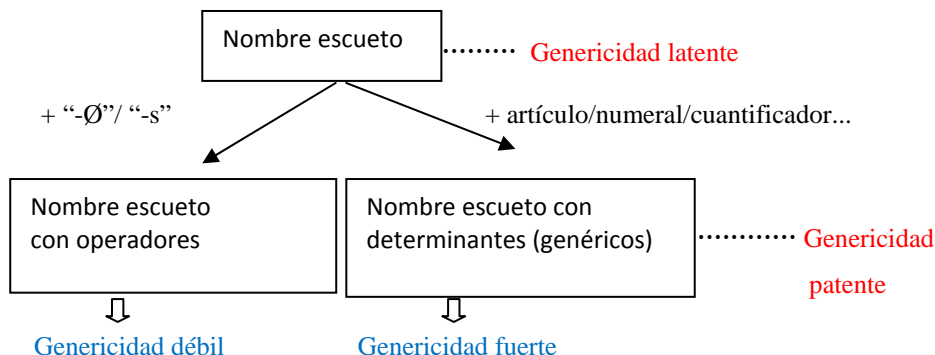 Nombre escueto
Genericidad latente
+ “-Ø”/ “-s”
+ artículo/numeral/cuantificador...
Nombre escueto
con operadores
Nombre escueto con
determinantes (genéricos)
Genericidad
patente
Genericidad débil
Genericidad fuerte